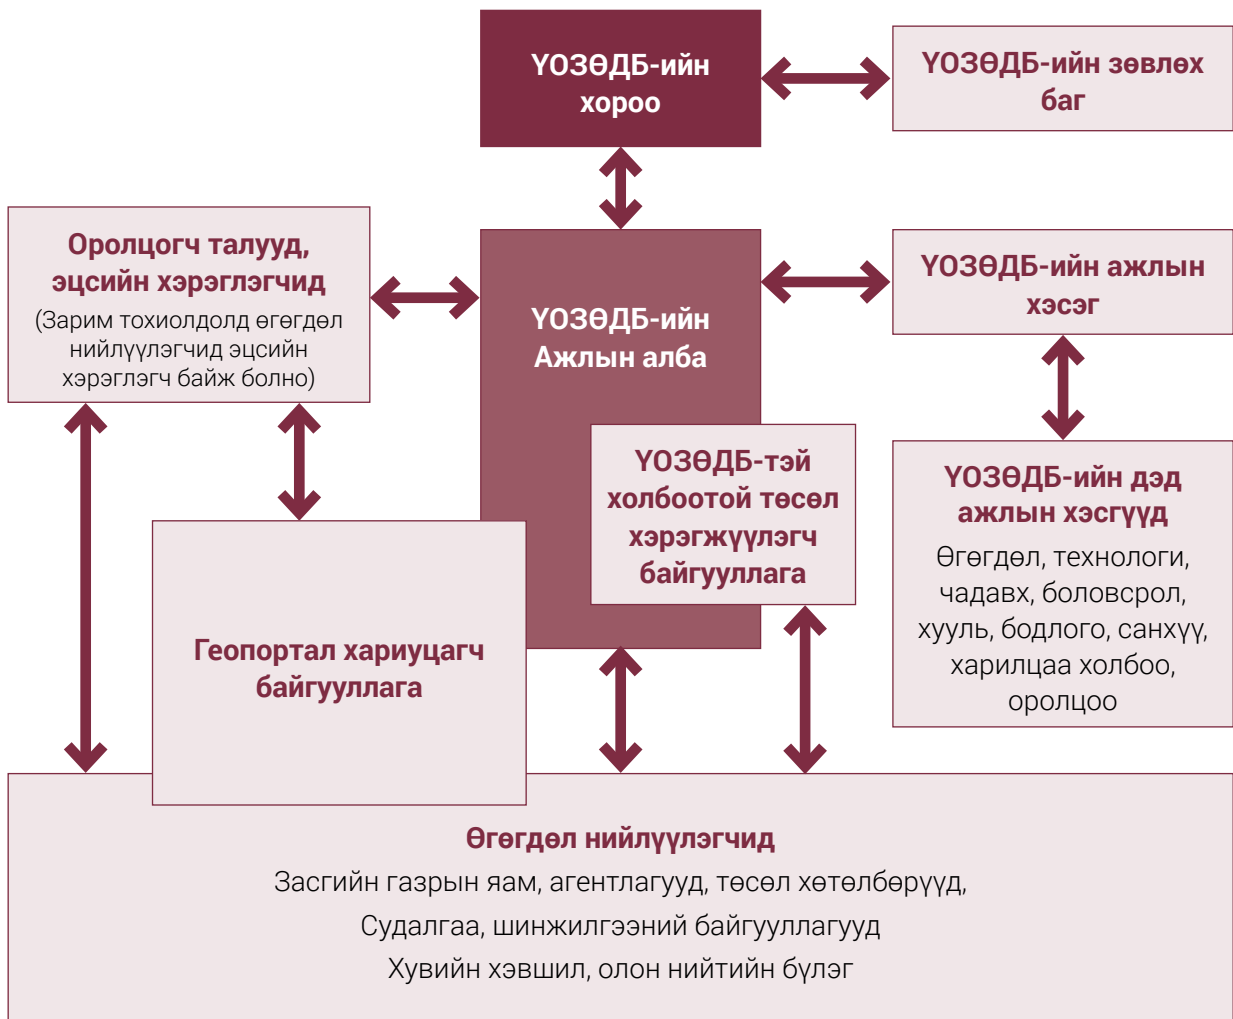 ҮОЗӨДБ-ийн
хороо
ҮОЗӨДБ-ийн зөвлөх
баг
Оролцогч талууд,
эцсийн хэрэглэгчид
(Зарим тохиолдолд өгөгдөл
нийлүүлэгчид эцсийн
хэрэглэгч байж болно)
ҮОЗӨДБ-ийн
Ажлын алба
ҮОЗӨДБ-ийн ажлын
хэсэг
ҮОЗӨДБ-тэй
холбоотой төсөл
хэрэгжүүлэгч
байгууллага
ҮОЗӨДБ-ийн дэд
ажлын хэсгүүд
Өгөгдөл, технологи,
чадавх, боловсрол,
хууль, бодлого, санхүү,
харилцаа холбоо,
оролцоо
Геопортал хариуцагч
байгууллага
Өгөгдөл нийлүүлэгчид
Засгийн газрын яам, агентлагууд, төсөл хөтөлбөрүүд,
Судалгаа, шинжилгээний байгууллагууд
Хувийн хэвшил, олон нийтийн бүлэг